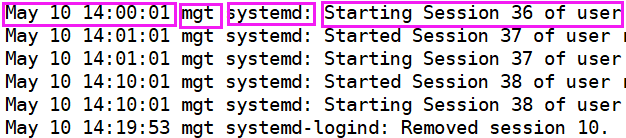 May 10 14:00:01 mgt systemd: Starting Session 36 of user
May 10 14:01:01 mgt systemd: Started Session 37 of user
May 10 14:01:01 mgt systemd: Starting Session 37 of user
May 10 14:10:01 mgt systemd: Started Session 38 of user
May 10 14:10:01 mgt systemd: Starting Session 38 of user
May 10 14:19:53 mgt systemd-logind: Removed session 10.